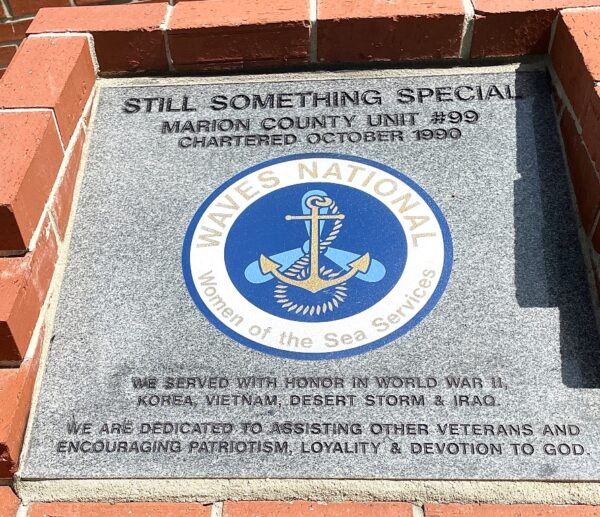 STILL SOMETHING SPECIAL
MARION COUNTY UNIT #99
CHARTERED OCTOBER 1990
WAVES NATIONAL
Women of the Sea Services
WE SERVED WITH HONOR IN WORLD WAR II,
KOREA, VIETNAM, DESERT STORM & IRAQ.
WE ARE DEDICATED TO ASSISTING OTHER VETERANS AND
ENCOURAGING PATRIOTISM, LOYALITY & DEVOTION TO GOD.